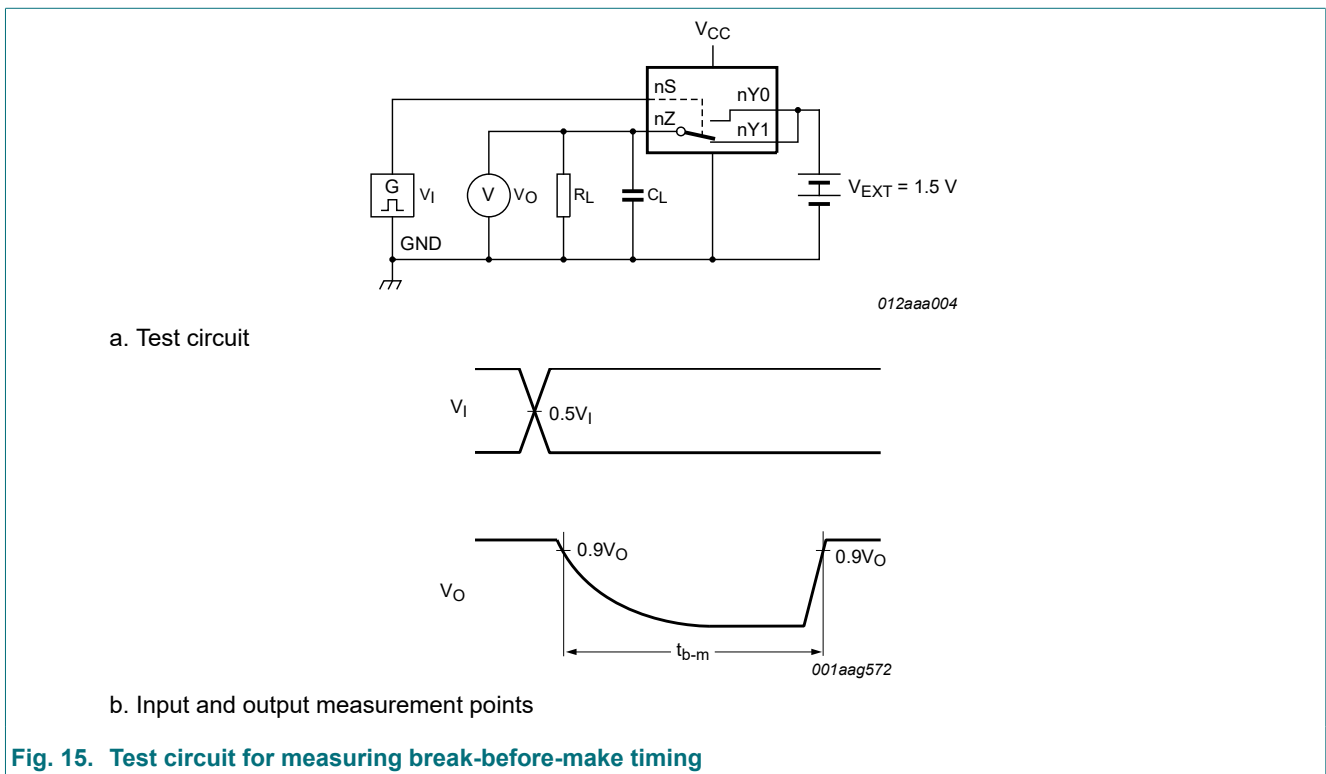 VCC
nS
nY0
nZ
nY1
G
VI
V
VO
RL
CL
VEXT = 1.5 V
GND
012aaa004
a. Test circuit
VI
0.5VI
0.9VO
0.9VO
VO
tb-m
001aag572
b. Input and output measurement points
Fig. 15. Test circuit for measuring break-before-make timing